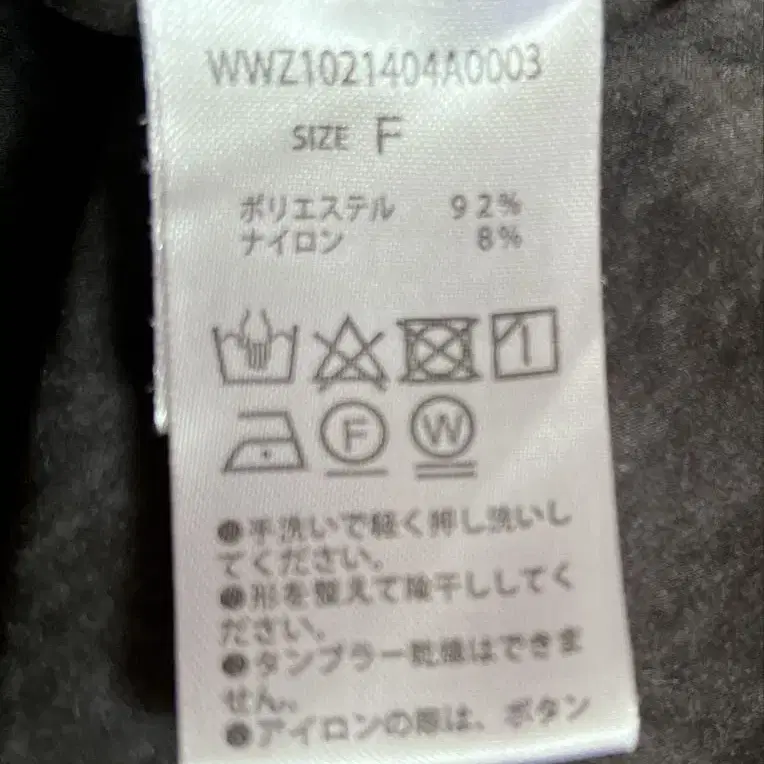 WWZ1021404A0003
SIZE F
ポリエステル 92%
ナイロン 8%
F W
●手洗いで軽く押し洗いし
てください。
●形を整えて陰干ししてく
ださい。
●タンブラー乾燥はできま
せん。
●アイロンの際は、ボタン